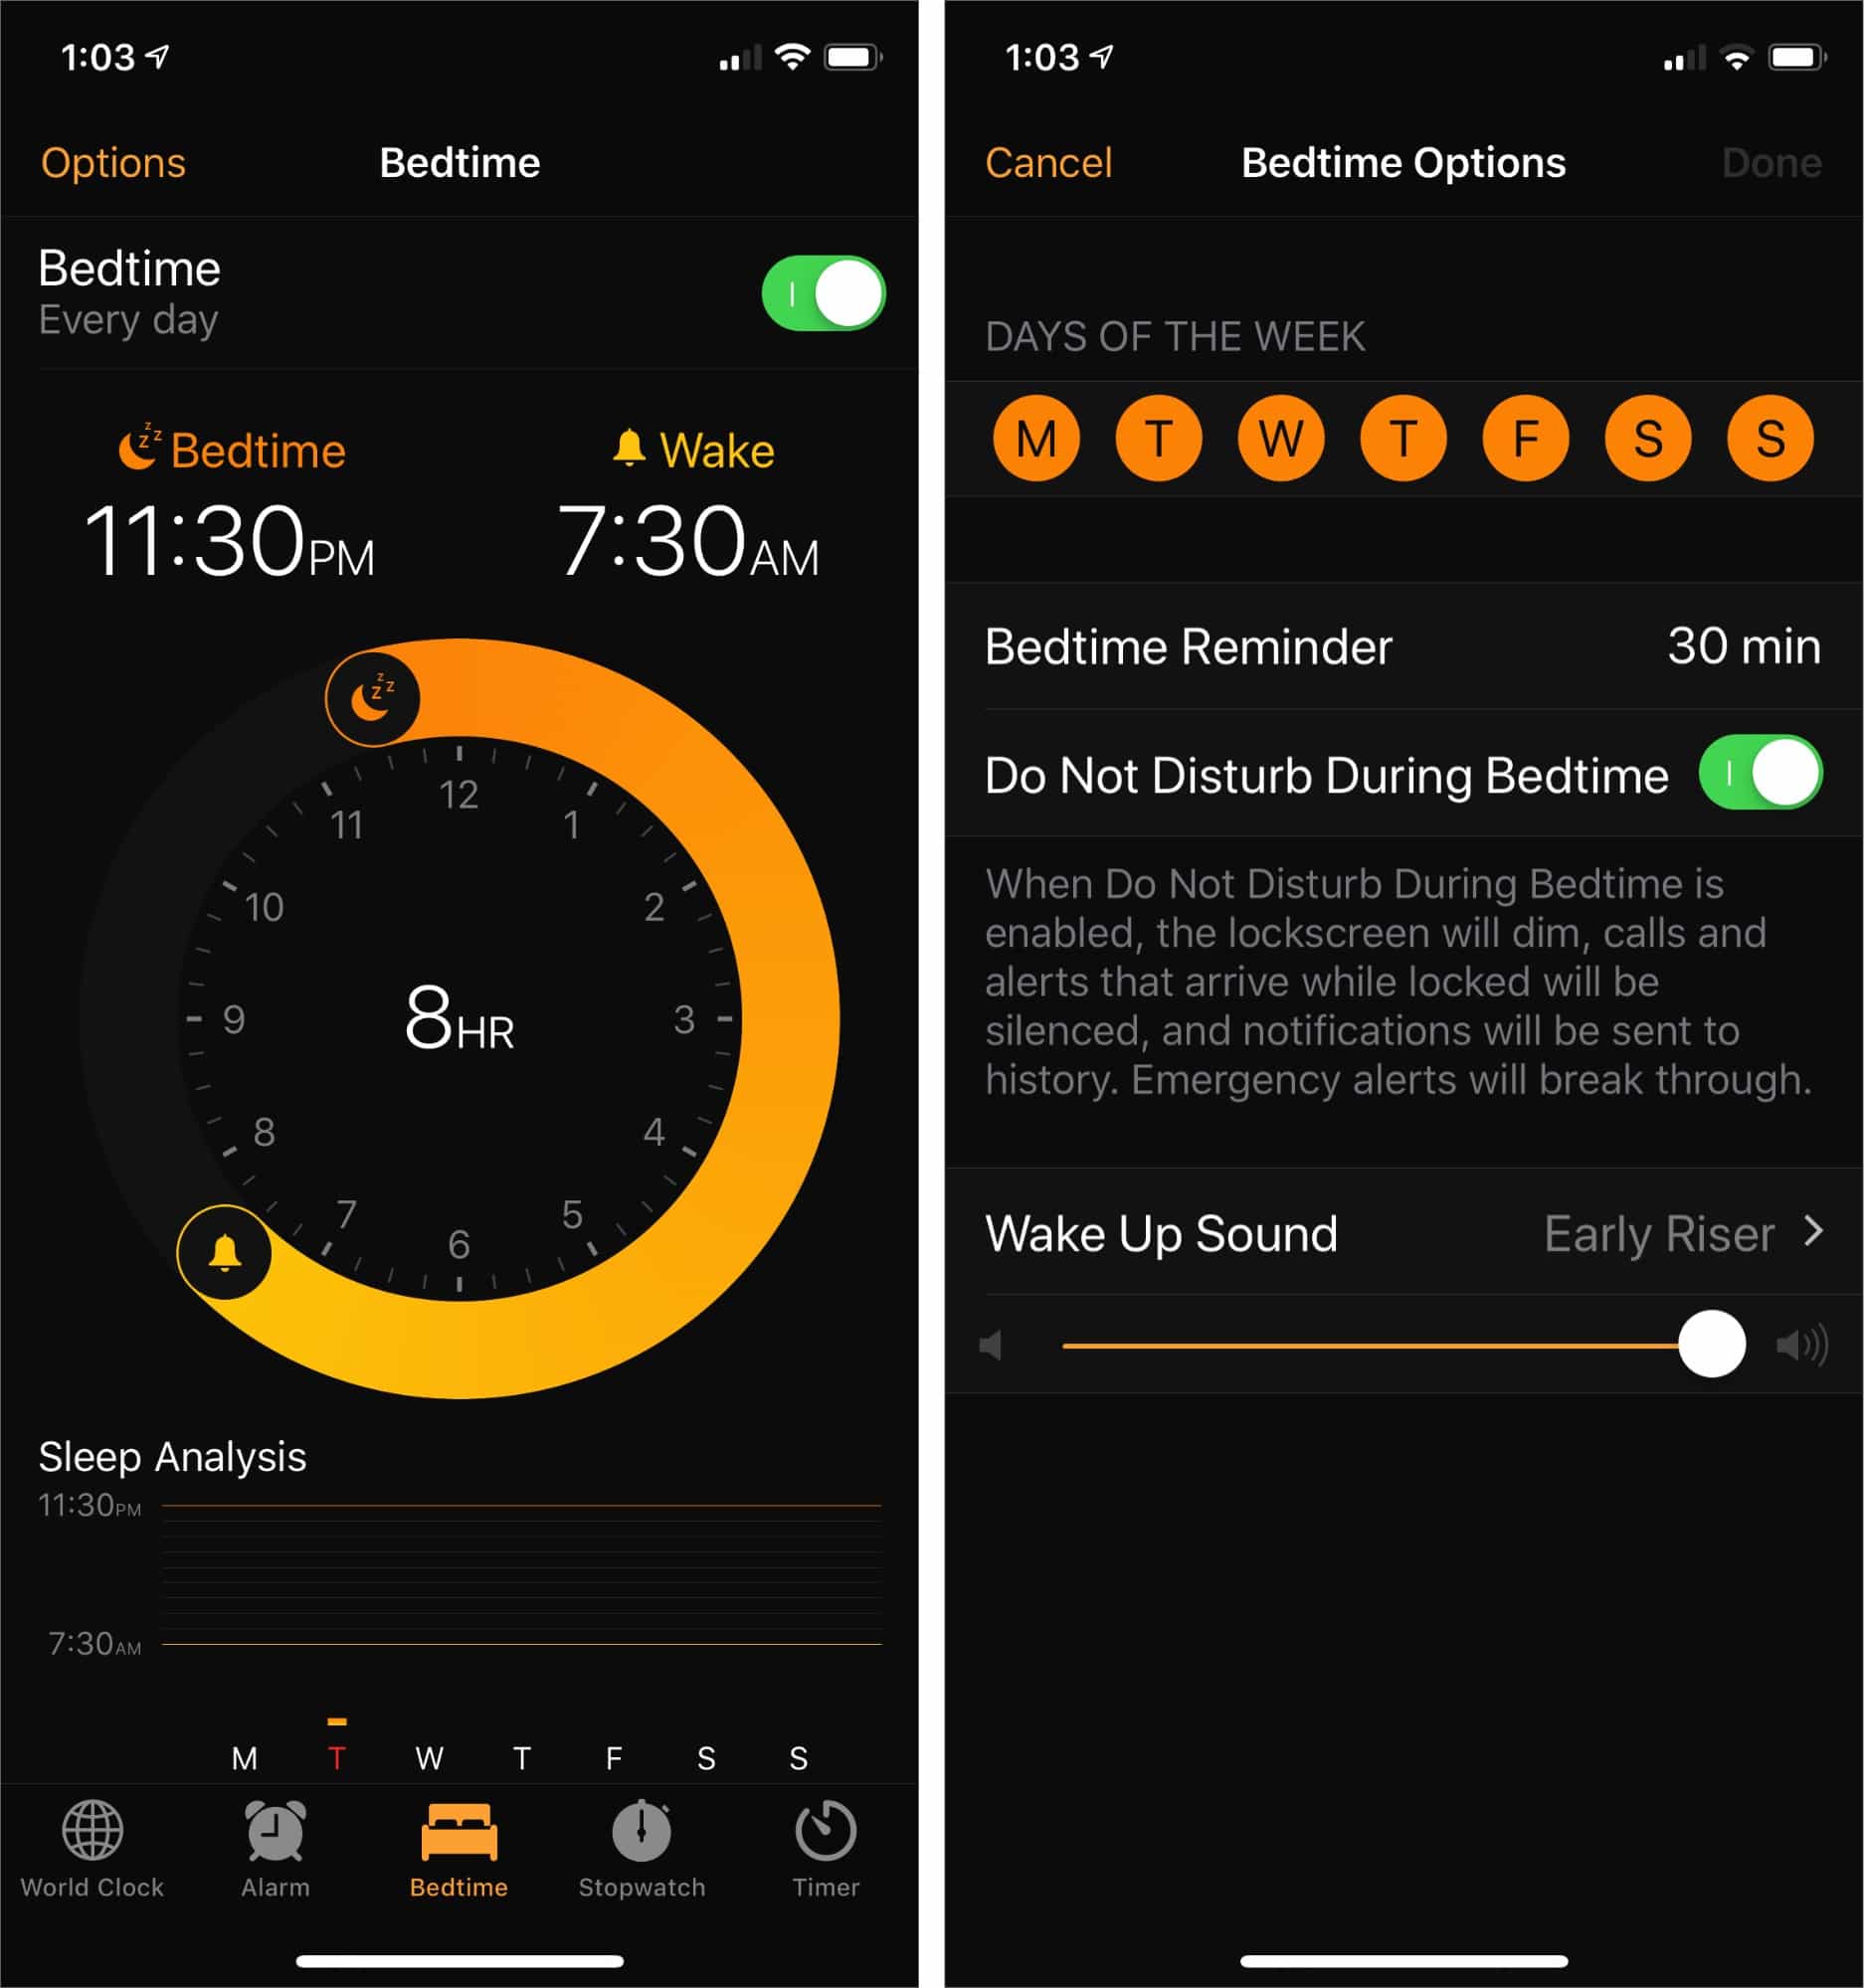 1:03
Options
Bedtime
Bedtime
Every day
Bedtime
Wake
11:30PM
7:30AM
12
11
1
10
2
9
8HR
3
8
4
7
5
6
Sleep Analysis
11:30PM
7:30AM
M T W T F S S
World Clock
Alarm
Bedtime
Stopwatch
Timer
1:03
Cancel
Bedtime Options
Done
DAYS OF THE WEEK
M T W T F S S
Bedtime Reminder
30 min
Do Not Disturb During Bedtime
When Do Not Disturb During Bedtime is
enabled, the lockscreen will dim, calls and
alerts that arrive while locked will be
silenced, and notifications will be sent to
history. Emergency alerts will break through.
Wake Up Sound
Early Riser